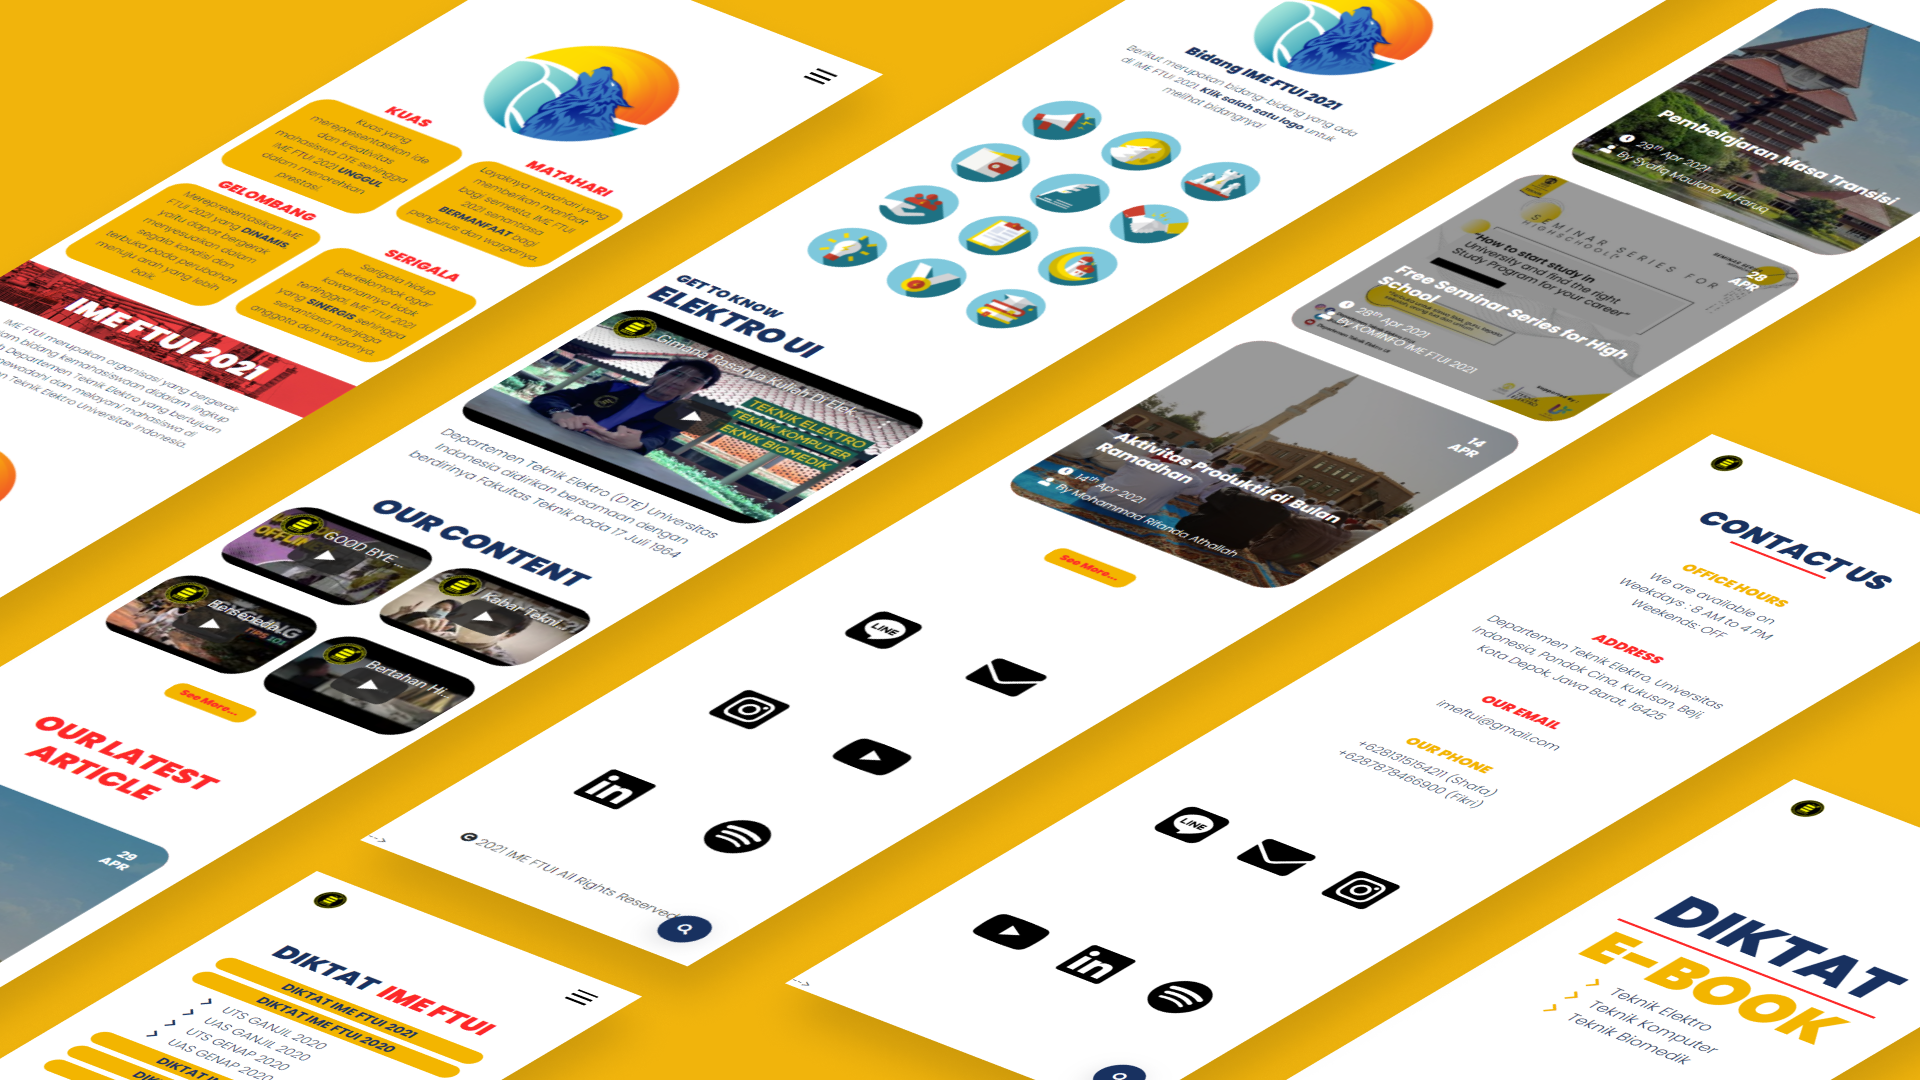 KUAS
Kuas yang
merepresentasikan ide
dan kreativitas
mahasiswa DTE sehingga
IME FTUI 2021 UNGGUL
dalam menorehkan
prestasi.
MATAHARI
Layaknya matahari yang
memberikan manfaat
bagi semesta, IME FTUI
2021 senantiasa
BERMANFAAT bagi
pengurus dan warganya.
GELOMBANG
Merepresentasikan IME
FTUI 2021 yang DINAMIS
yaitu dapat bergerak
menyesuaikan dalam
segala kondisi dan
terbuka pada perubahan
menuju arah yang lebih
baik.
SERIGALA
Serigala hidup
berkelompok agar
kawanannya tidak
tertinggal, IME FTUI 2021
yang SINERGIS sehingga
senantiasa menjaga
anggota dan warganya.
IME FTUI 2021
IME FTUI merupakan organisasi yang bergerak
dalam bidang kemahasiswaan didalam lingkup
Departemen Teknik Elektro yang bertujuan
mewadahi dan melayani mahasiswa di
Teknik Elektro Universitas Indonesia.
Bidang IME FTUI 2021
Berikut merupakan bidang-bidang yang ada
di IME FTUI 2021. Klik salah satu logo untuk
melihat bidangnya!
GET TO KNOW
ELEKTRO UI
Gimana Rasanya Kuliah Di Elek...
TEKNIK ELEKTRO
TEKNIK KOMPUTER
TEKNIK BIOMEDIK
Departemen Teknik Elektro (DTE) Universitas
Indonesia didirikan bersamaan dengan
berdirinya Fakultas Teknik pada 17 Juli 1964
OUR CONTENT
GOOD BYE...
Kabar Tekni...
TIPS 101
Bertahan Hi...
See More...
OUR LATEST
ARTICLE
29
APR
Pembelajaran Masa Transisi
29th Apr 2021
By Syafiq Maulana Al Faruq
SEMINAR SERIES FOR
HIGHSCHOOL
"How to start study in
University and find the right
Study Program for your career"
28
APR
Free Seminar Series for High
School
28th Apr 2021
By KOMINFO IME FTUI 2021
14
APR
Aktivitas Produktif di Bulan
Ramadhan
14th Apr 2021
By Mohammad Rifanda Athallah
See More...
LINE
in
-->
© 2021 IME FTUI All Rights Reserved
CONTACT US
OFFICE HOURS
We are available on
Weekdays : 8 AM to 4 PM
Weekends: OFF
ADDRESS
Departemen Teknik Elektro, Universitas
Indonesia, Pondok Cina, Kukusan, Beji,
Kota Depok, Jawa Barat, 16425
OUR EMAIL
imeftui@gmail.com
OUR PHONE
+6281315154211 (Shafa)
+6287878466900 (Fikri)
LINE
in
-->
DIKTAT IME FTUI
DIKTAT IME FTUI 2021
DIKTAT IME FTUI 2020
UTS GANJIL 2020
UAS GANJIL 2020
UTS GENAP 2020
UAS GENAP 2020
DIKTAT
E-BOOK
Teknik Elektro
Teknik Komputer
Teknik Biomedik